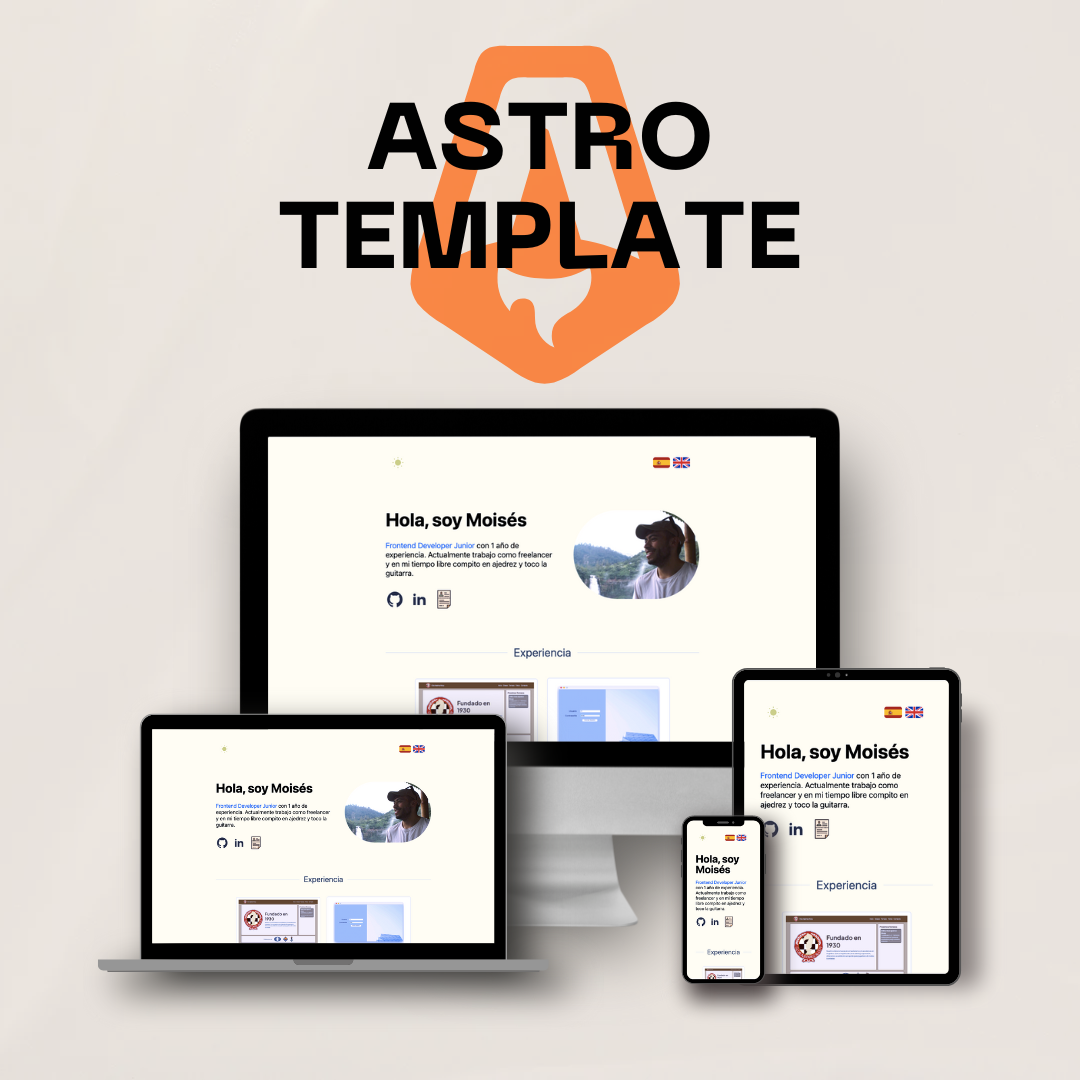 ASTRO
TEMPLATE
Hola, soy Moisés
Frontend Developer Junior con 1 año de
experiencia. Actualmente trabajo como freelancer
y en mi tiempo libre compito en ajedrez y toco la
guitarra.
in
Experiencia
Fundado en
1930
Hola, soy Moisés
Frontend Developer Junior con 1 año de
experiencia. Actualmente trabajo como freelancer
y en mi tiempo libre compito en ajedrez y toco la
guitarra.
in
Experiencia
Fundado en
1930
Hola, soy
Moisés
Frontend Developer Junior
con 1 año de experiencia.
Actualmente trabajo como
freelancer y en mi tiempo
libre compito en ajedrez y
toco la guitarra.
in
Experiencia
Hola, soy Moisés
Frontend Developer Junior con 1 año de
experiencia. Actualmente trabajo como
freelancer y en mi tiempo libre compito en
ajedrez y toco la guitarra.
in
Experiencia
Fundado en
1930